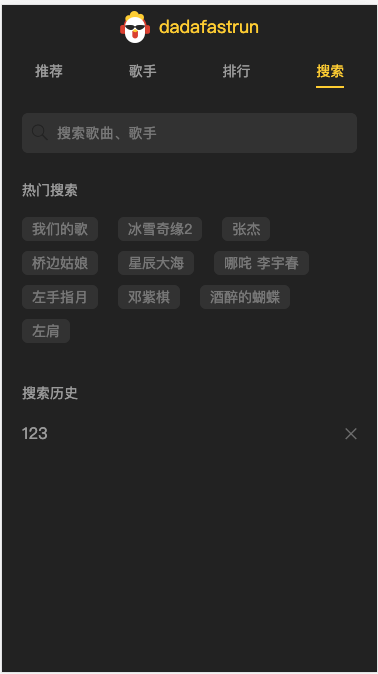 dadafastrun
推荐 歌手 排行 搜索
搜索歌曲、歌手
热门搜索
我们的歌 冰雪奇缘2 张杰
桥边姑娘 星辰大海 哪吒 李宇春
左手指月 邓紫棋 酒醉的蝴蝶
左肩
搜索历史
123